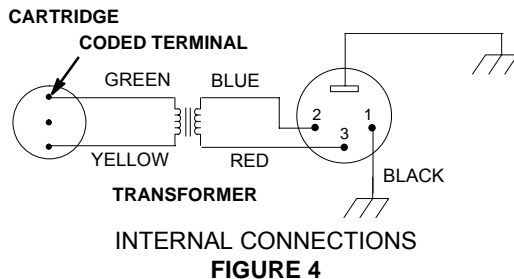 CARTRIDGE
CODED TERMINAL
GREEN
BLUE
2
1
3
YELLOW
RED
BLACK
TRANSFORMER
INTERNAL CONNECTIONS
FIGURE 4